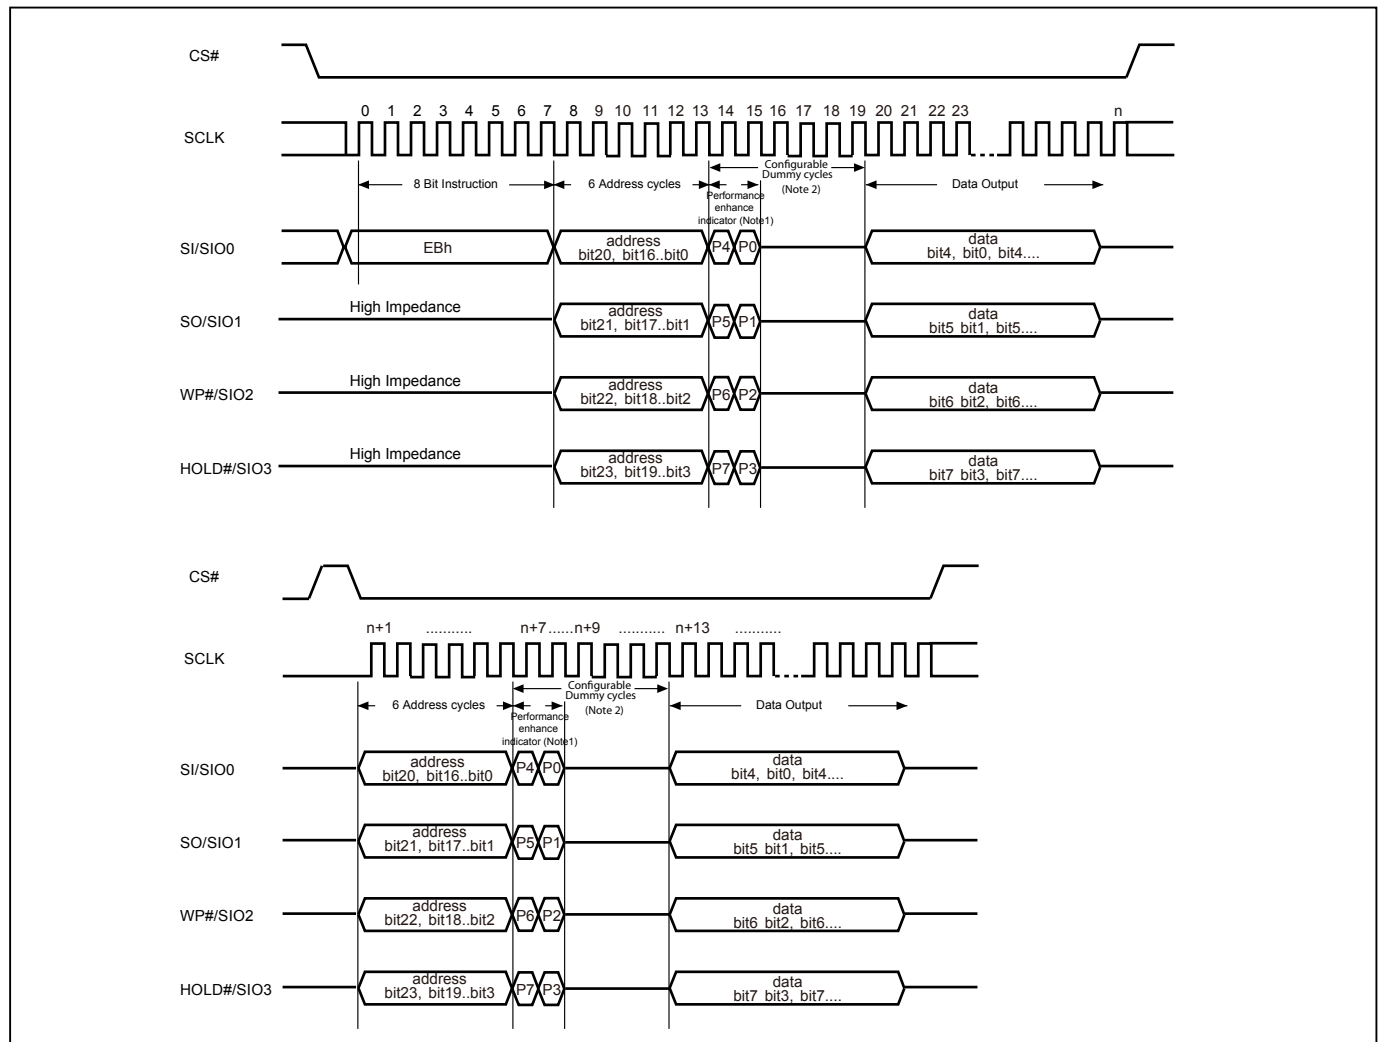 CS#
0 1 2 3 4 5 6 7 8 9 10 11 12 13 14 15 16 17 18 19 20 21 22 23 n
SCLK
8 Bit Instruction
6 Address cycles
Configurable
Dummy cycles
(Note 2)
Data Output
Performance
enhance
indicator (Note1)
SI/SIO0
EBh
address
bit20, bit16..bit0
P4 P0
data
bit4, bit0, bit4....
SO/SIO1
High Impedance
address
bit21, bit17..bit1
P5 P1
data
bit5 bit1, bit5....
WP#/SIO2
High Impedance
address
bit22, bit18..bit2
P6 P2
data
bit6 bit2, bit6....
HOLD#/SIO3
High Impedance
address
bit23, bit19..bit3
P7 P3
data
bit7 bit3, bit7....
CS#
n+1 ........... n+7......n+9 ........... n+13 ...........
SCLK
6 Address cycles
Configurable
Dummy cycles
(Note 2)
Data Output
Performance
enhance
indicator (Note1)
SI/SIO0
address
bit20, bit16..bit0
P4 P0
data
bit4, bit0, bit4....
SO/SIO1
address
bit21, bit17..bit1
P5 P1
data
bit5 bit1, bit5....
WP#/SIO2
address
bit22, bit18..bit2
P6 P2
data
bit6 bit2, bit6....
HOLD#/SIO3
address
bit23, bit19..bit3
P7 P3
data
bit7 bit3, bit7....